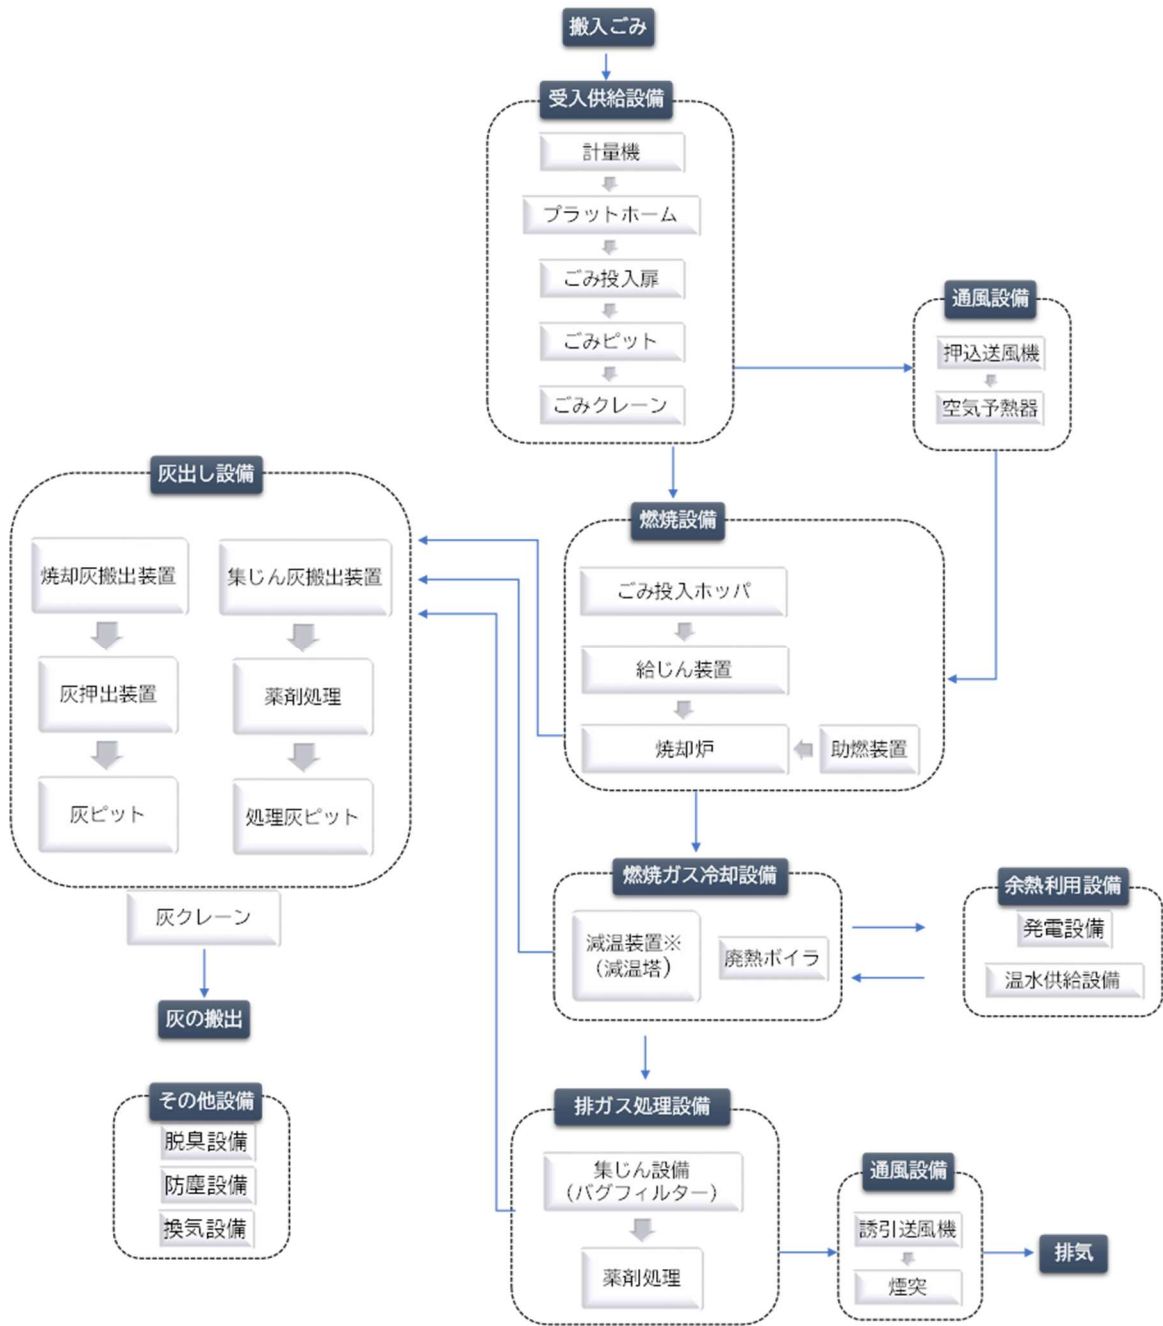 搬入ごみ
受入供給設備
計量機
プラットホーム
ごみ投入扉
ごみピット
ごみクレーン
通風設備
押込送風機
空気予熱器
燃焼設備
ごみ投入ホッパ
給じん装置
焼却炉
助燃装置
灰出し設備
焼却灰搬出装置
集じん灰搬出装置
灰押出装置
薬剤処理
灰ピット
処理灰ピット
灰クレーン
灰の搬出
燃焼ガス冷却設備
減温装置※
（減温塔）
廃熱ボイラ
余熱利用設備
発電設備
温水供給設備
その他設備
脱臭設備
防塵設備
換気設備
排ガス処理設備
集じん設備
（バグフィルター）
薬剤処理
通風設備
誘引送風機
煙突
排気